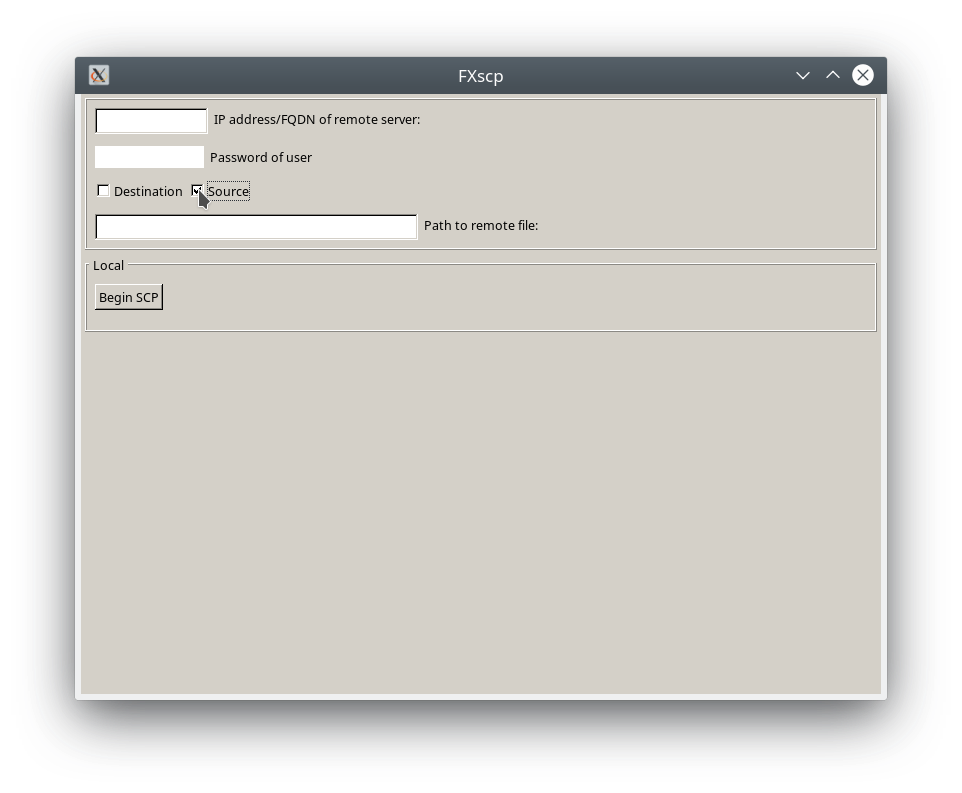 FXscp
IP address/FQDN of remote server:
Password of user
Destination Source
Path to remote file:
Local
Begin SCP